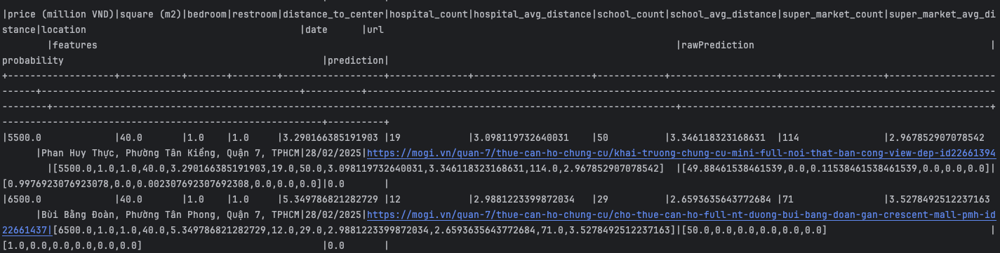 |price (million VND)|square (m2)|bedroom|restroom|distance_to_center|hospital_count|hospital_avg_distance|school_count|school_avg_distance|super_market_count|super_market_avg_di
stance|location |date |url
|features |rawPrediction |
probability |prediction|
+-------------------+-----------+-------+--------+------------------+--------------+---------------------+------------+-------------------+------------------+-------------------
------+----------------------------------------------+----------+--------------------------------------------------------------------------------------------------------------
--------+---------------------------------------------------------------------------------------------------------------+-------------------------------------------------------
---------------------------------------------------------+----------+
|5500.0 |40.0 |1.0 |1.0 |3.290166385191903 |19 |3.098119732640031 |50 |3.346118323168631 |114 |2.967852907078542
|Phan Huy Thực, Phường Tân Kiểng, Quận 7, TPHCM|28/02/2025|https://mogi.vn/quan-7/thue-can-ho-chung-cu/khai-truong-chung-cu-mini-full-noi-that-ban-cong-view-dep-id22661394
|[5500.0,1.0,1.0,40.0,3.290166385191903,19.0,50.0,3.098119732640031,3.346118323168631,114.0,2.967852907078542] |[49.88461538461539,0.0,0.11538461538461539,0.0,0.0,0.0]|
[0.9976923076923078,0.0,0.002307692307692308,0.0,0.0,0.0]|0.0 |
|6500.0 |40.0 |1.0 |1.0 |5.349786821282729 |12 |2.9881223399872034 |29 |2.6593635643772684 |71 |3.5278492512237163
|Bùi Bằng Đoàn, Phường Tân Phong, Quận 7, TPHCM|28/02/2025|https://mogi.vn/quan-7/thue-can-ho-chung-cu/cho-thue-can-ho-full-nt-duong-bui-bang-doan-gan-crescent-mall-pmh-id
22661437|[6500.0,1.0,1.0,40.0,5.349786821282729,12.0,29.0,2.9881223399872034,2.6593635643772684,71.0,3.5278492512237163]|[50.0,0.0,0.0,0.0,0.0,0.0] |
[1.0,0.0,0.0,0.0,0.0,0.0] |0.0 |